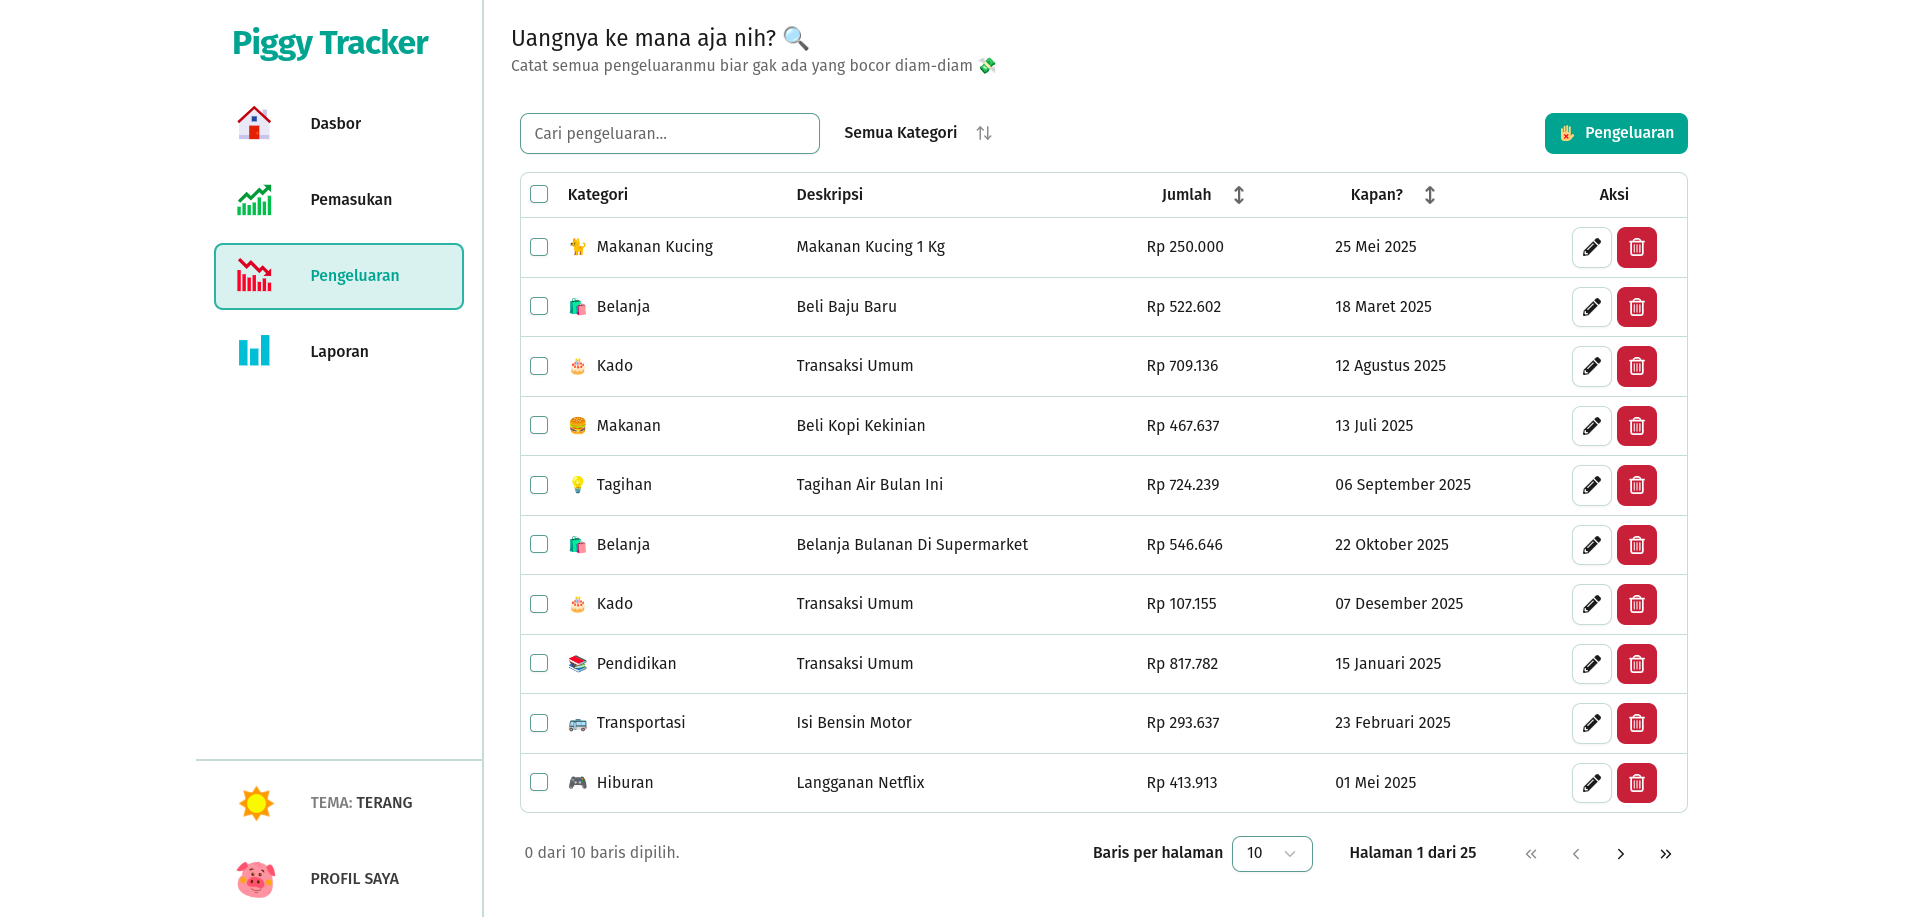 Piggy Tracker
Dasbor
Pemasukan
Pengeluaran
Laporan
TEMA: TERANG
PROFIL SAYA
Uangnya ke mana aja nih? 🔍
Catat semua pengeluaranmu biar gak ada yang bocor diam-diam 💸
Cari pengeluaran...
Semua Kategori
Pengeluaran
Kategori Deskripsi Jumlah Kapan? Aksi
Makanan Kucing Makanan Kucing 1 Kg Rp 250.000 25 Mei 2025
Belanja Beli Baju Baru Rp 522.602 18 Maret 2025
Kado Transaksi Umum Rp 709.136 12 Agustus 2025
Makanan Beli Kopi Kekinian Rp 467.637 13 Juli 2025
Tagihan Tagihan Air Bulan Ini Rp 724.239 06 September 2025
Belanja Belanja Bulanan Di Supermarket Rp 546.646 22 Oktober 2025
Kado Transaksi Umum Rp 107.155 07 Desember 2025
Pendidikan Transaksi Umum Rp 817.782 15 Januari 2025
Transportasi Isi Bensin Motor Rp 293.637 23 Februari 2025
Hiburan Langganan Netflix Rp 413.913 01 Mei 2025
0 dari 10 baris dipilih. Baris per halaman 10 Halaman 1 dari 25